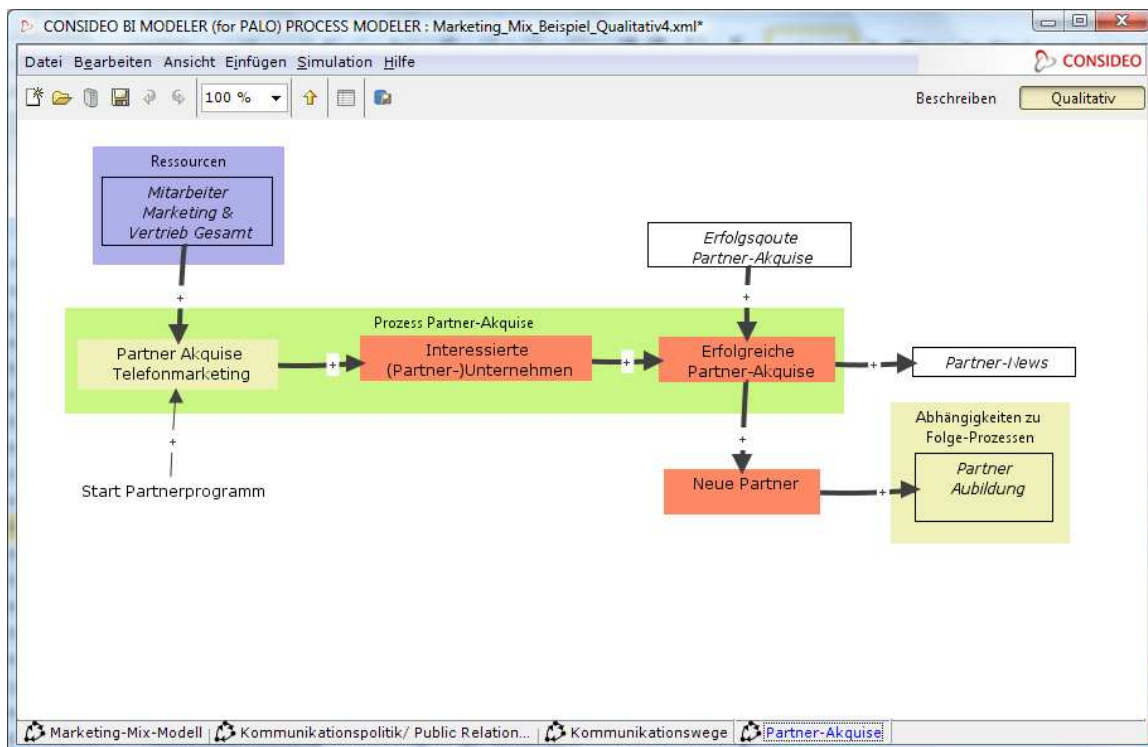 CONSIDEO BI MODELER (for PALO) PROCESS MODELER : Marketing_Mix_Beispiel_Qualitativ4.xml*
Datei Bearbeiten Ansicht Einfügen Simulation Hilfe
CONSIDEO
100 %
Beschreiben
Qualitativ
Ressourcen
Mitarbeiter
Marketing &
Vertrieb Gesamt
Erfolgsqoute
Partner-Akquise
+
+
Prozess Partner-Akquise
Partner Akquise
Telefonmarketing
+
Interessierte
(Partner-)Unternehmen
+
Erfolgreiche
Partner-Akquise
+
Partner-News
+
+
Start Partnerprogramm
Neue Partner
+
Abhängigkeiten zu
Folge-Prozessen
Partner
Aubildung
Marketing-Mix-Modell
Kommunikationspolitik/ Public Relation...
Kommunikationswege
Partner-Akquise